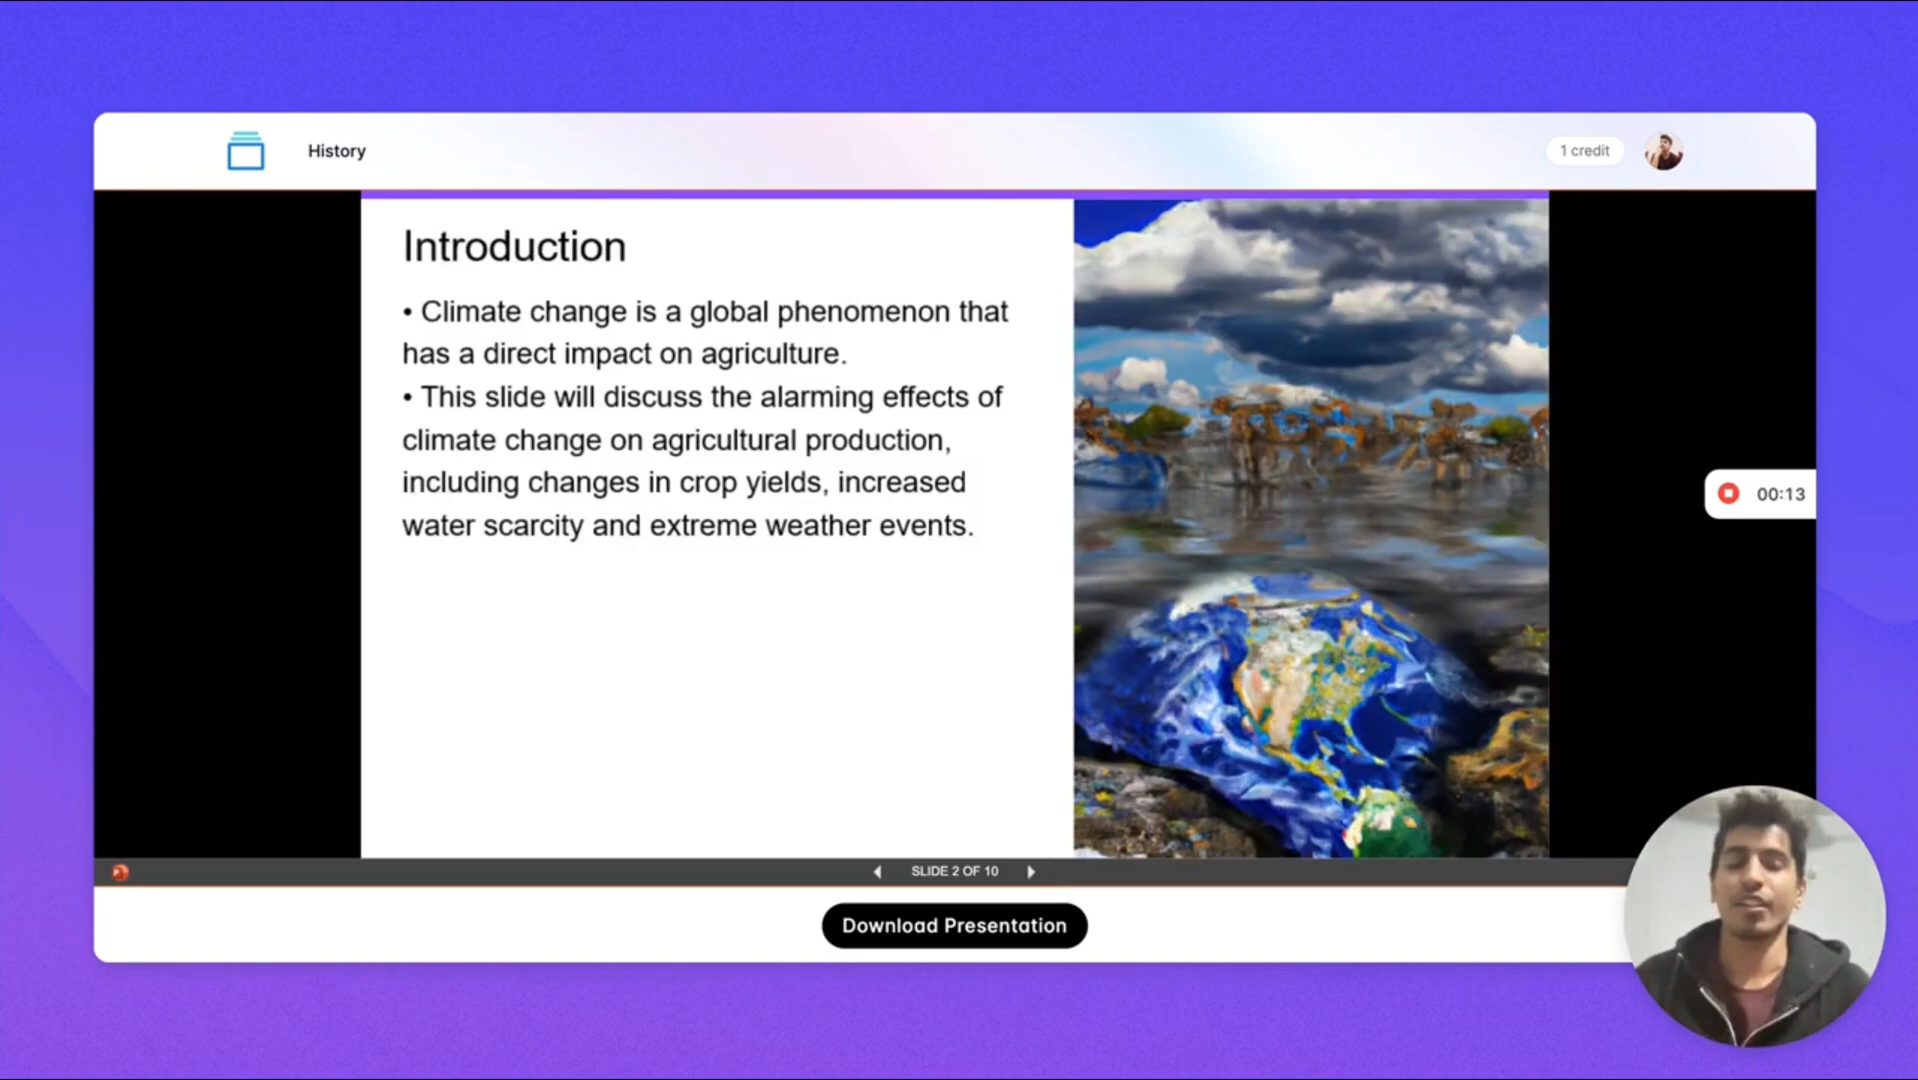 History
1 credit
Introduction
• Climate change is a global phenomenon that
has a direct impact on agriculture.
• This slide will discuss the alarming effects of
climate change on agricultural production,
including changes in crop yields, increased
water scarcity and extreme weather events.
00:13
SLIDE 2 OF 10
Download Presentation